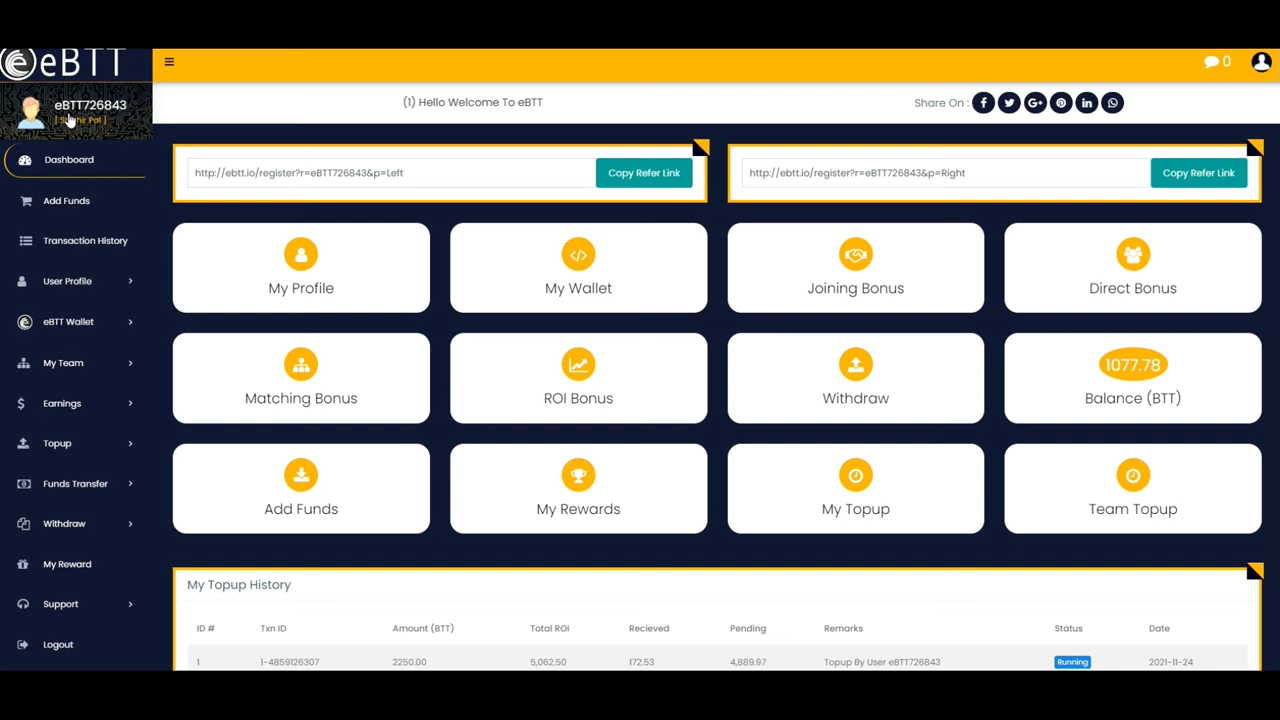 eBTT
0
eBTT726843
(1) Hello Welcome To eBTT
Share On :
Dashboard
Add Funds
Transaction History
User Profile
eBTT Wallet
My Team
Earnings
Topup
Funds Transfer
Withdraw
My Reward
Support
Logout
http://ebtt.io/register?r=eBTT726843&p=Left
Copy Refer Link
http://ebtt.io/register?r=eBTT726843&p=Right
Copy Refer Link
My Profile
My Wallet
Joining Bonus
Direct Bonus
Matching Bonus
ROI Bonus
Withdraw
1077.78
Balance (BTT)
Add Funds
My Rewards
My Topup
Team Topup
My Topup History
ID # Txn ID Amount (BTT) Total ROI Recieved Pending Remarks Status Date
1 1-4859126307 2250.00 5,062.50 172.53 4,889.97 Topup By User eBTT726843 Running 2021-11-24